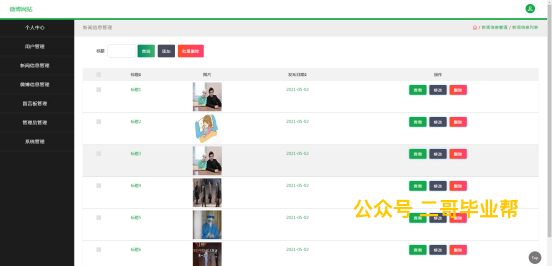 微博网站
个人中心
用户管理
新闻信息管理
微博信息管理
留言板管理
管理员管理
系统管理
新闻信息管理
/ 新闻信息管理 / 新闻信息列表
标题
查询 添加 批量删除
标题 图片 发布日期 操作
标题1 2021-05-02 查看 修改 删除
标题2 2021-05-02 查看 修改 删除
标题3 2021-05-02 查看 修改 删除
标题4 2021-05-02 查看 修改 删除
标题5 2021-05-02 查看 修改 删除
标题6 2021-05-02 查看 修改 删除
公众号 二哥毕业帮
Top